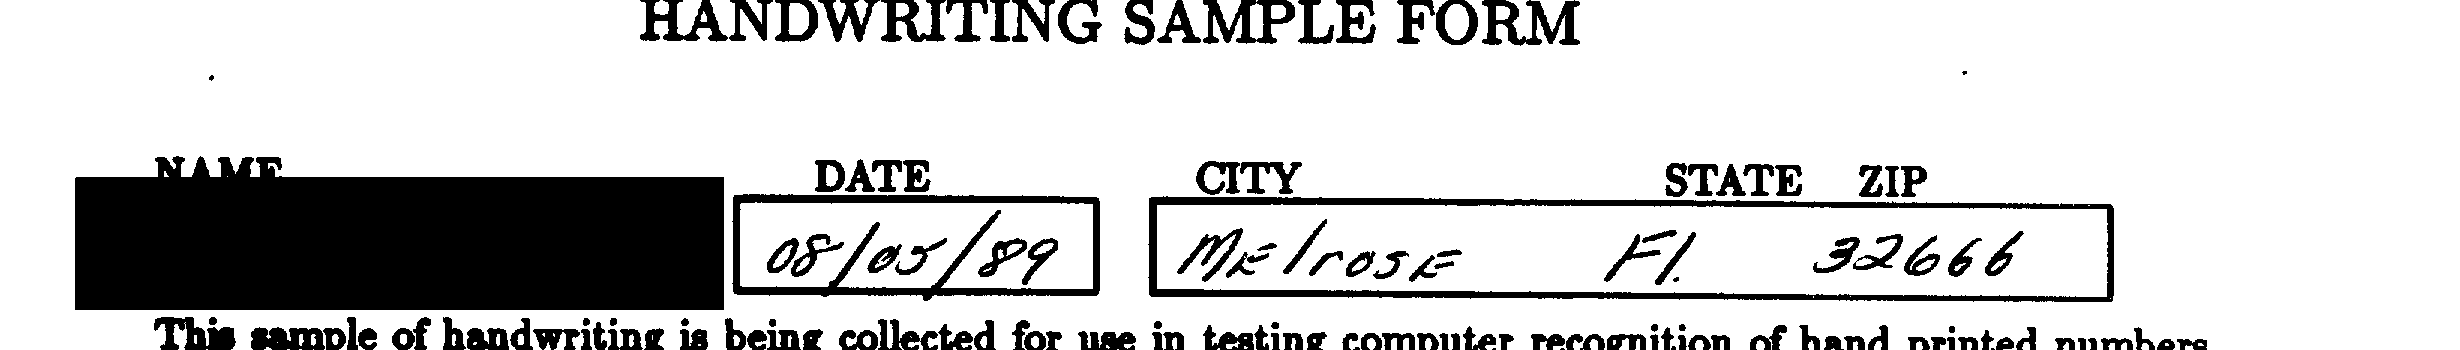 HANDWRITING SAMPLE FORM
NAME DATE CITY STATE ZIP
08/05/89 MElrosE Fl. 32666
This sample of handwriting is being collected for use in testing computer recognition of hand printed numbers